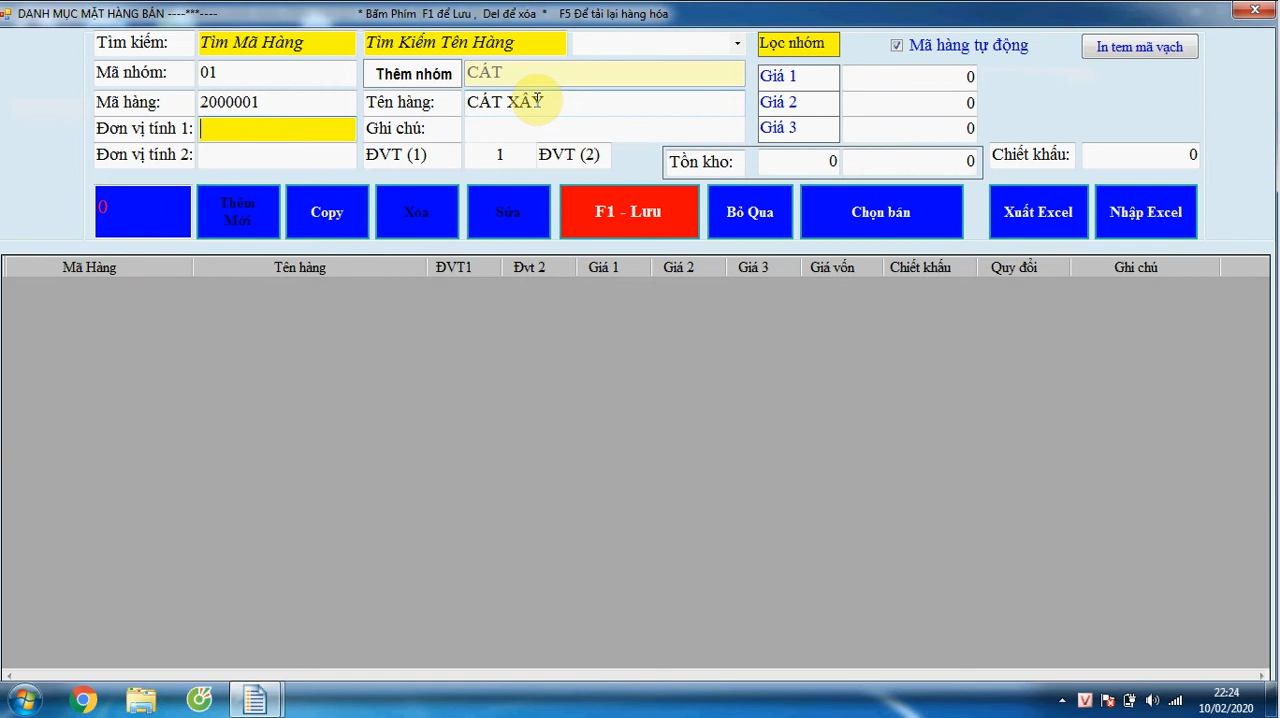 DANH MỤC MẶT HÀNG BÁN ----***---- * Bấm Phím F1 để Lưu , Del để xóa * F5 Để tải lại hàng hóa
Tìm kiếm: Tìm Mã Hàng Tìm Kiếm Tên Hàng Lọc nhóm Mã hàng tự động In tem mã vạch
Mã nhóm: 01 Thêm nhóm CÁT Giá 1 0
Mã hàng: 2000001 Tên hàng: CÁT XÂY Giá 2 0
Đơn vị tính 1: Ghi chú: Giá 3 0
Đơn vị tính 2: ĐVT (1) 1 ĐVT (2) Tồn kho: 0 0 Chiết khấu: 0
0 Thêm Mới Copy Xóa Sửa F1 - Lưu Bỏ Qua Chọn bán Xuất Excel Nhập Excel
Mã Hàng Tên hàng ĐVT1 Đvt 2 Giá 1 Giá 2 Giá 3 Giá vốn Chiết khấu Quy đổi Ghi chú
22:24
10/02/2020